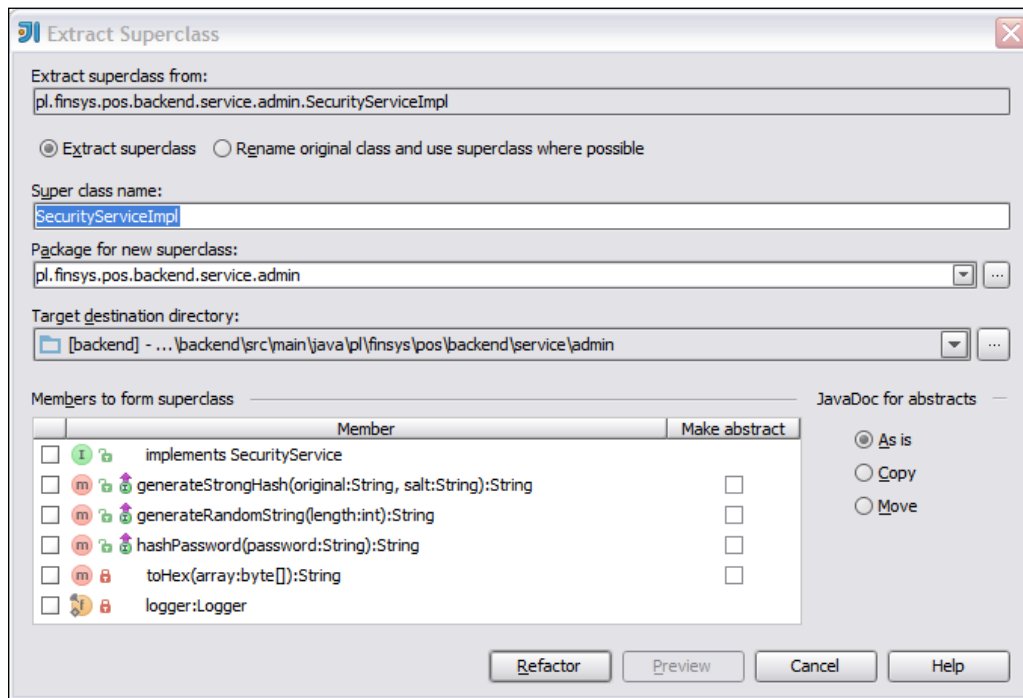 Extract Superclass
Extract superclass from:
pl.finsys.pos.backend.service.admin.SecurityServiceImpl
Extract superclass Rename original class and use superclass where possible
Super class name:
SecurityServiceImpl
Package for new superclass:
pl.finsys.pos.backend.service.admin
...
Target destination directory:
[backend] - ...\backend\src\main\java\pl\finsys\pos\backend\service\admin
...
Members to form superclass
Member Make abstract
I implements SecurityService
m generateStrongHash(original:String, salt:String):String
m generateRandomString(length:int):String
m hashPassword(password:String):String
m toHex(array:byte[]):String
f logger:Logger
JavaDoc for abstracts
As is
Copy
Move
Refactor Preview Cancel Help